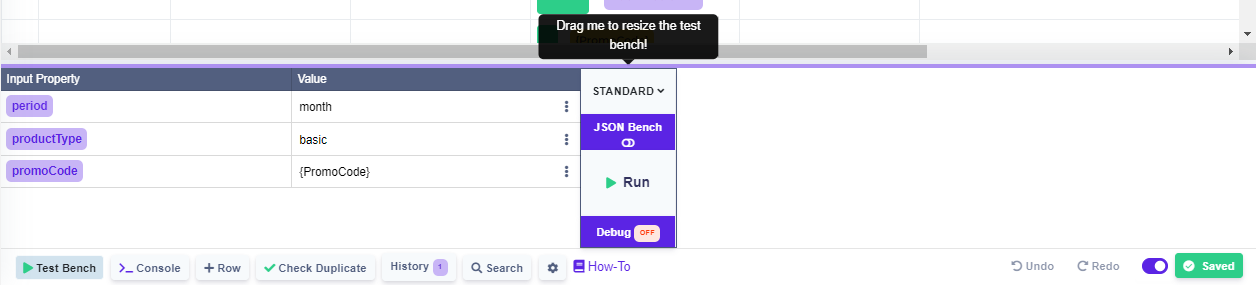 Drag me to resize the test
bench!
Input Property Value
STANDARD
period month
JSON Bench
productType basic
promoCode {PromoCode}
Run
Debug OFF
Test Bench Console Row Check Duplicate History 1 Search How-To Undo Redo Saved